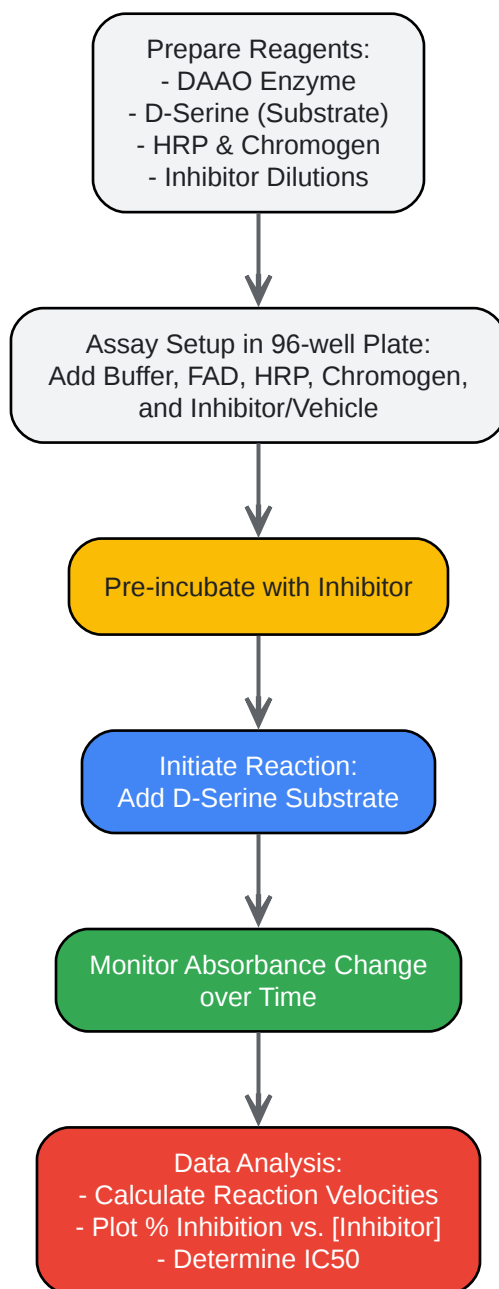 Prepare Reagents:
- DAAO Enzyme
- D-Serine (Substrate)
- HRP & Chromogen
- Inhibitor Dilutions
Assay Setup in 96-well Plate:
Add Buffer, FAD, HRP, Chromogen,
and Inhibitor/Vehicle
Pre-incubate with Inhibitor
Initiate Reaction:
Add D-Serine Substrate
Monitor Absorbance Change
over Time
Data Analysis:
- Calculate Reaction Velocities
- Plot % Inhibition vs. [Inhibitor]
- Determine IC50